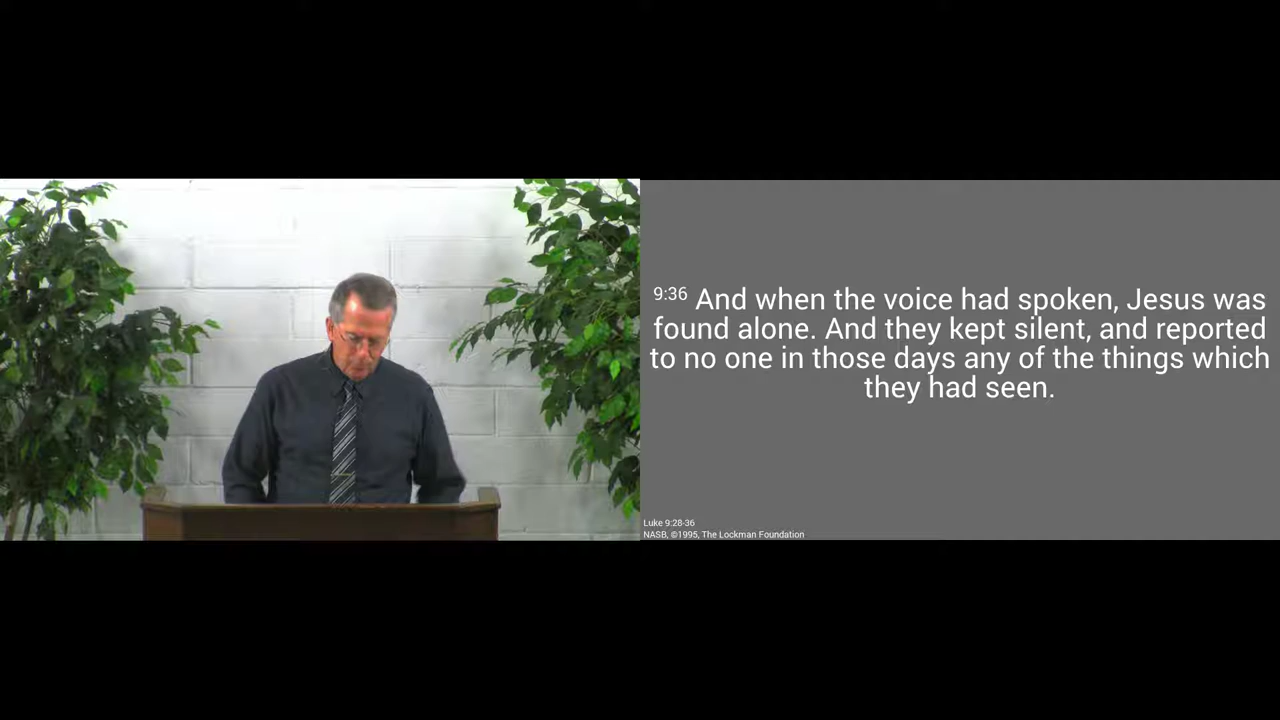 9:36 And when the voice had spoken, Jesus was
found alone. And they kept silent, and reported
to no one in those days any of the things which
they had seen.
Luke 9:28-36
NASB, ©1995, The Lockman Foundation